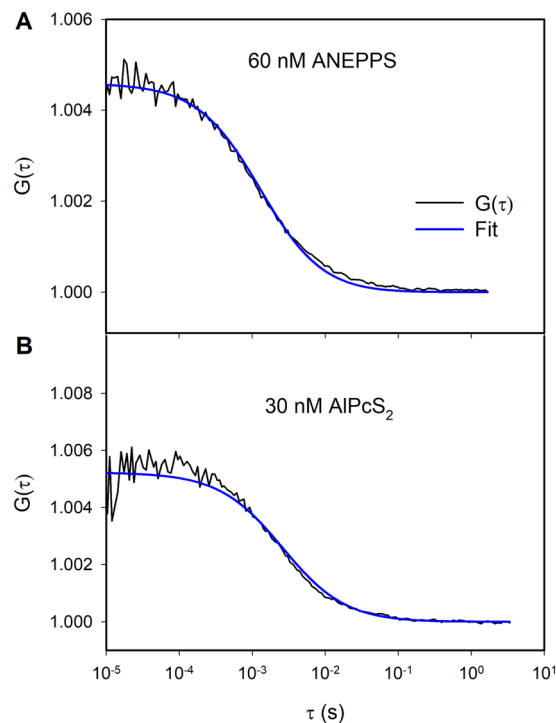 A
1.006
60 nM ANEPPS
1.004
G(τ)
1.002
G(τ)
Fit
1.000
B
1.008
30 nM AlPcS₂
1.006
G(τ)
1.004
1.002
1.000
10⁻⁵ 10⁻⁴ 10⁻³ 10⁻² 10⁻¹ 10⁰ 10¹
τ (s)